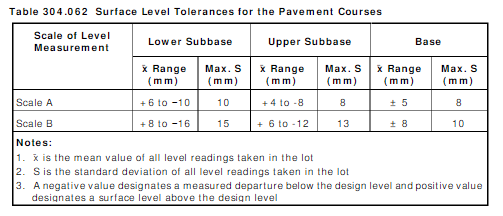 Table 304.062 Surface Level Tolerances for the Pavement Courses
Scale of Level Measurement Lower Subbase Upper Subbase Base
x̄ Range (mm) Max. S (mm) x̄ Range (mm) Max. S (mm) x̄ Range (mm) Max. S (mm)
Scale A +6 to −10 10 +4 to -8 8 ± 5 8
Scale B +8 to −16 15 + 6 to -12 13 ± 8 10
Notes:
1. x̄ is the mean value of all level readings taken in the lot
2. S is the standard deviation of all level readings taken in the lot
3. A negative value designates a measured departure below the design level and positive value
designates a surface level above the design level